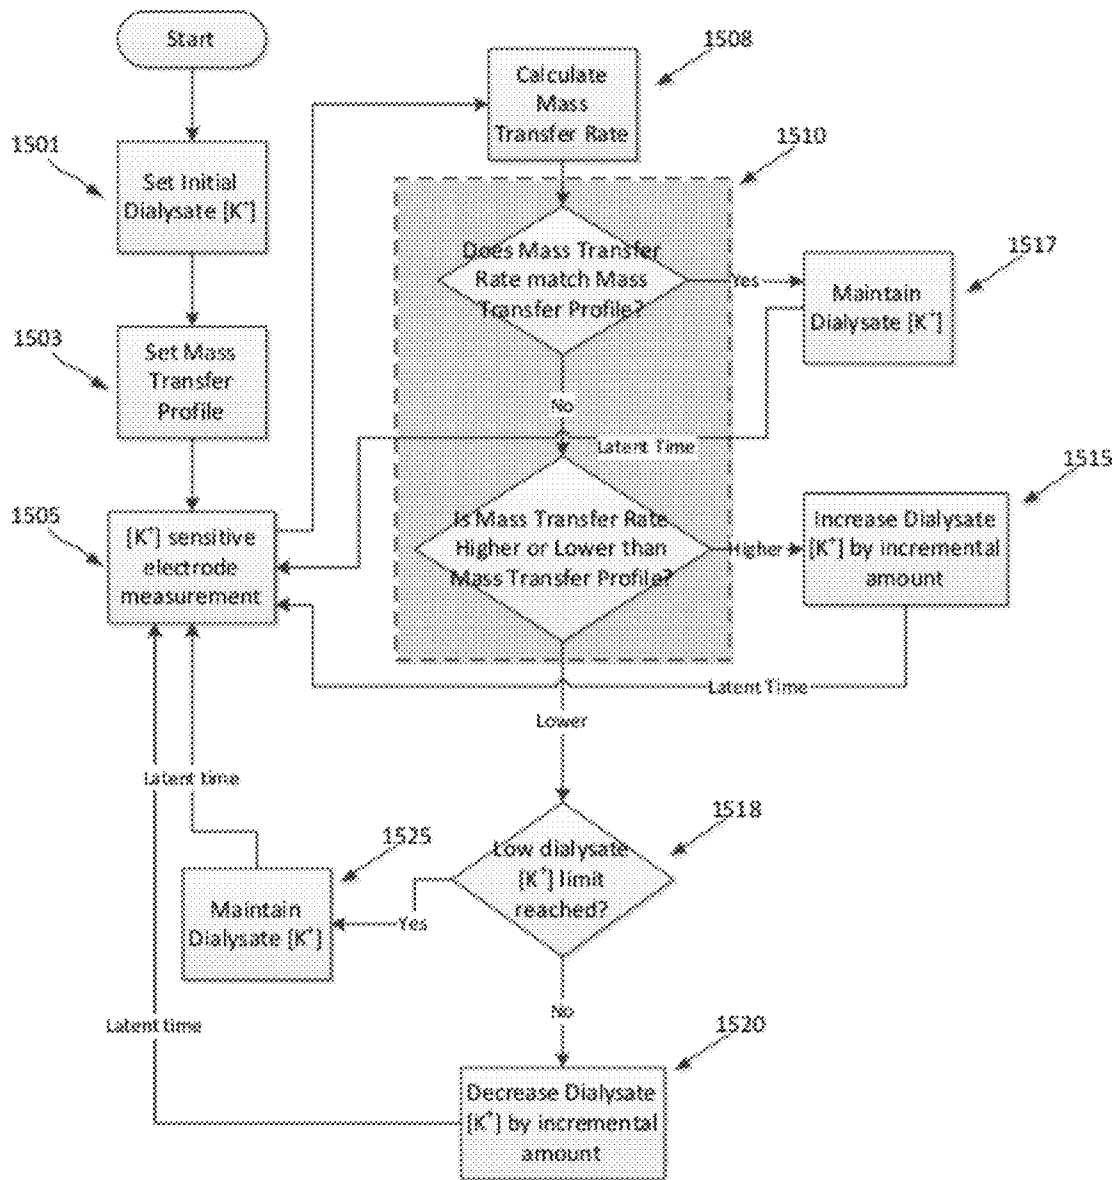 Start
1501
Set Initial
Dialysate [K⁺]
1503
Set Mass
Transfer
Profile
1505
[K⁺] sensitive
electrode
measurement
1508
Calculate
Mass
Transfer Rate
1510
Does Mass Transfer
Rate match Mass
Transfer Profile?
Yes
1517
Maintain
Dialysate [K⁺]
No
Latent Time
1515
Is Mass Transfer Rate
Higher or Lower than
Mass Transfer Profile?
Higher
Increase Dialysate
[K⁺] by incremental
amount
Latent Time
Lower
Latent time
1518
Low dialysate
[K⁺] limit
reached?
1525
Yes
Maintain
Dialysate [K⁺]
No
Latent time
1520
Decrease Dialysate
[K⁺] by incremental
amount